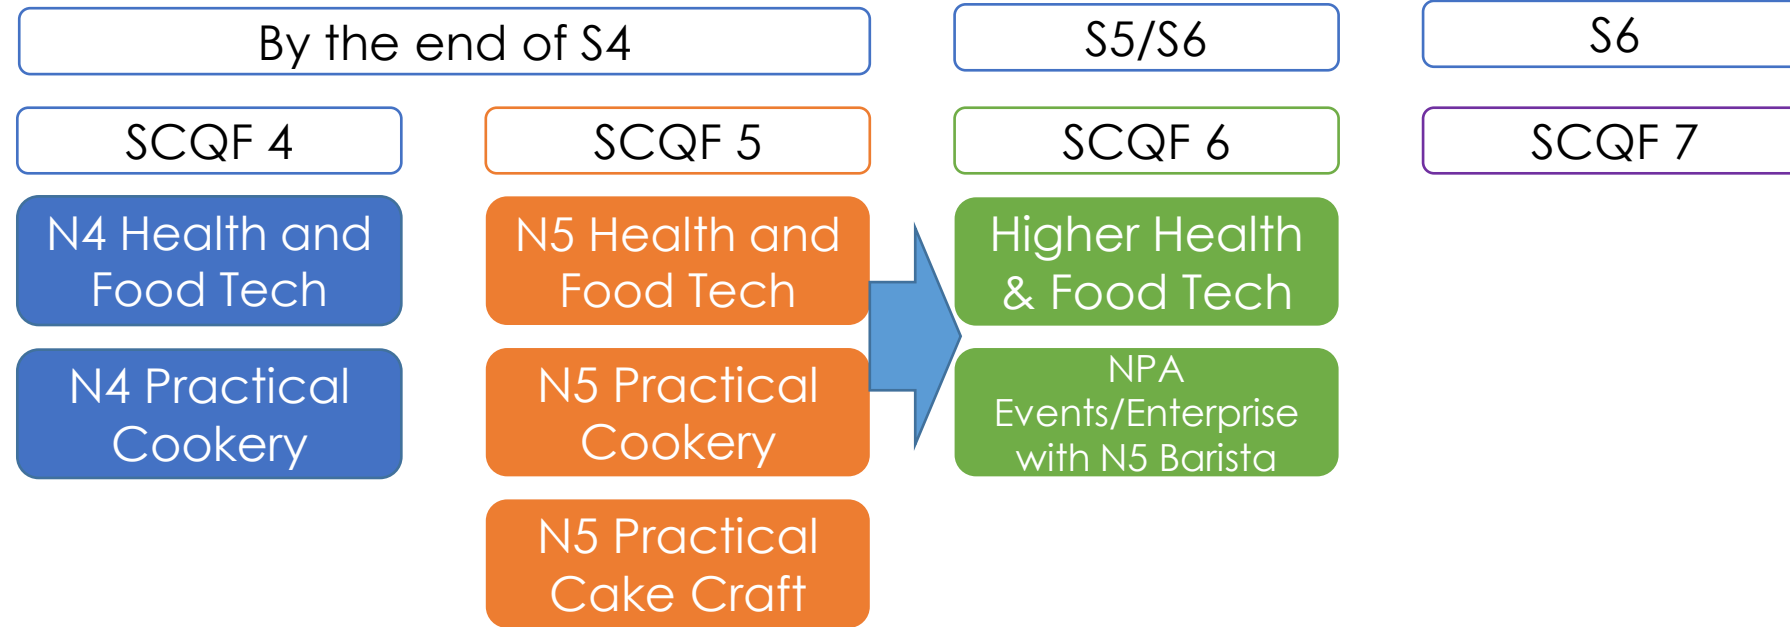 By the end of S4
S5/S6
S6
SCQF 4
SCQF 5
SCQF 6
SCQF 7
N4 Health and
Food Tech
N5 Health and
Food Tech
Higher Health
& Food Tech
N4 Practical
Cookery
N5 Practical
Cookery
NPA
Events/Enterprise
with N5 Barista
N5 Practical
Cake Craft